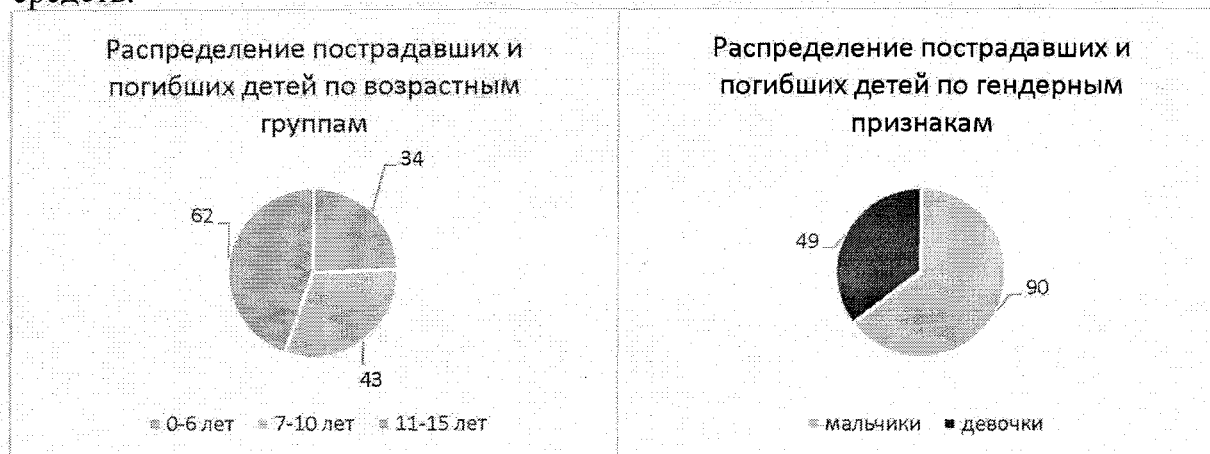 средств.
Распределение пострадавших и
погибших детей по возрастным
группам
34
62
43
0-6 лет 7-10 лет 11-15 лет
Распределение пострадавших и
погибших детей по гендерным
признакам
49
90
мальчики девочки